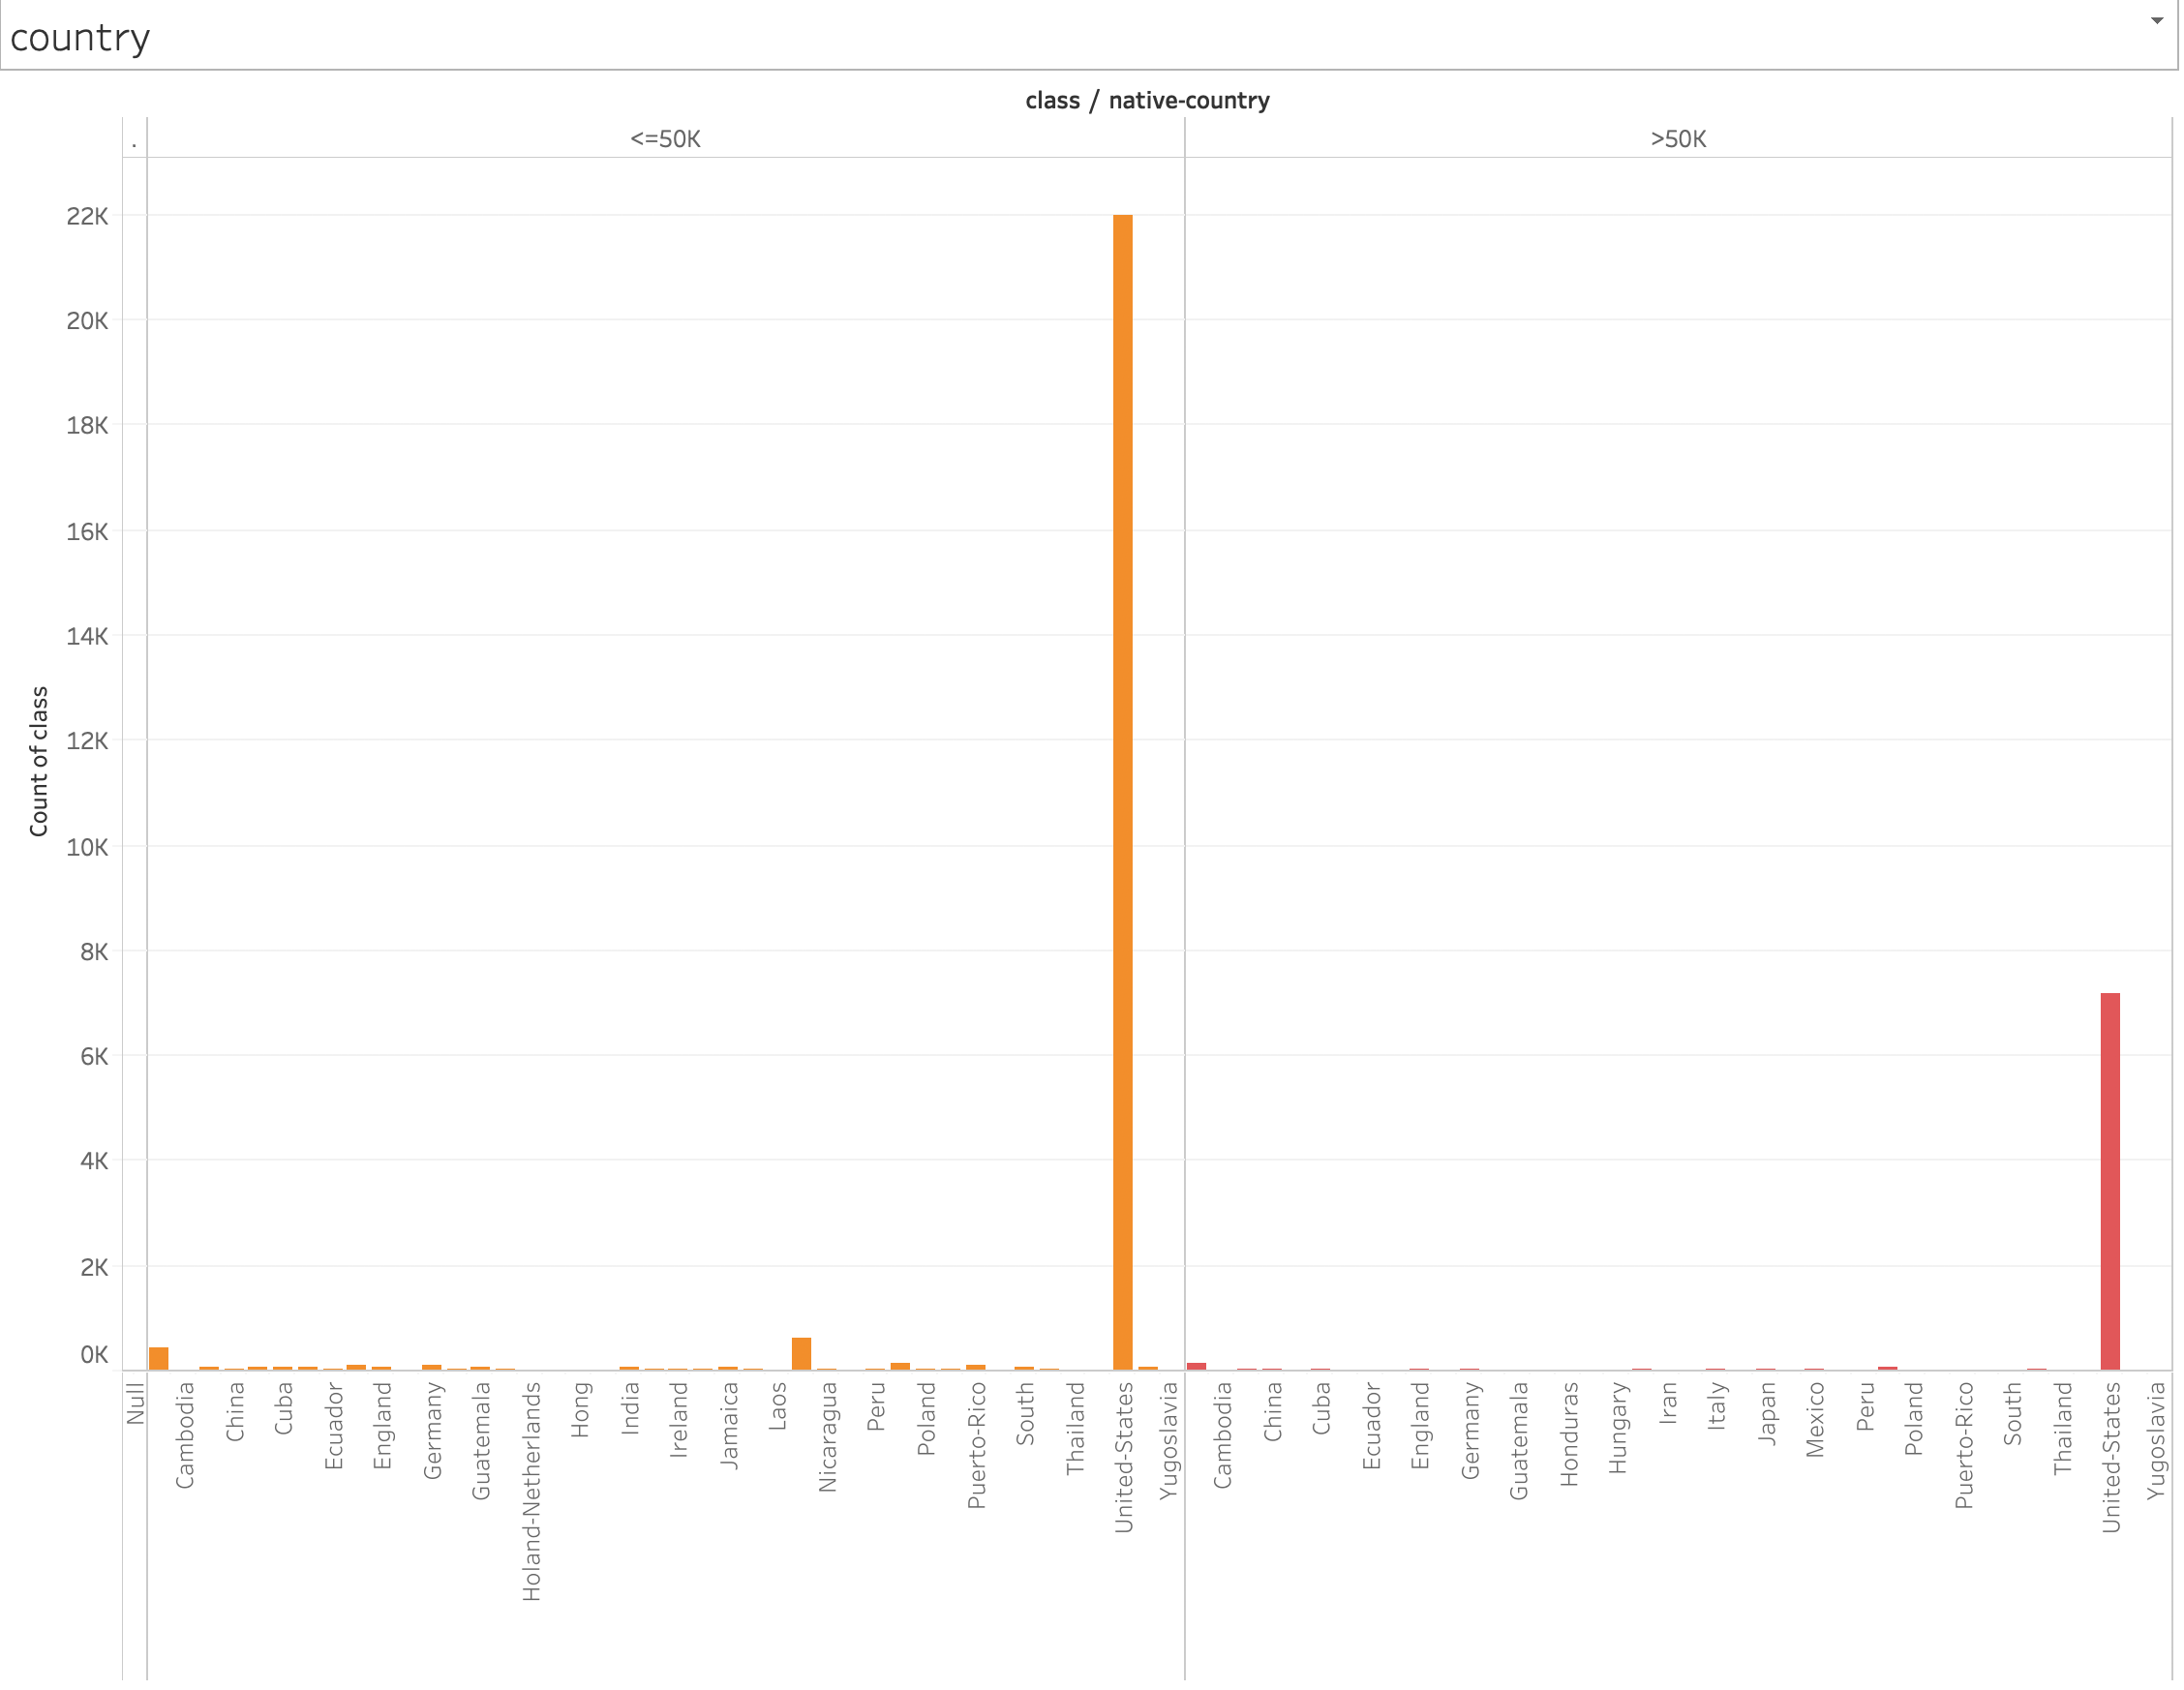 country
class / native-country
.
<=50K
>50K
Count of class
22K
20K
18K
16K
14K
12K
10K
8K
6K
4K
2K
0K
Null
Cambodia
China
Cuba
Ecuador
England
Germany
Guatemala
Holand-Netherlands
Hong
India
Ireland
Jamaica
Laos
Nicaragua
Peru
Poland
Puerto-Rico
South
Thailand
United-States
Yugoslavia
Cambodia
China
Cuba
Ecuador
England
Germany
Guatemala
Honduras
Hungary
Iran
Italy
Japan
Mexico
Peru
Poland
Puerto-Rico
South
Thailand
United-States
Yugoslavia